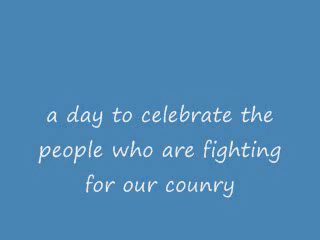 a day to celebrate the
people who are fighting
for our counry